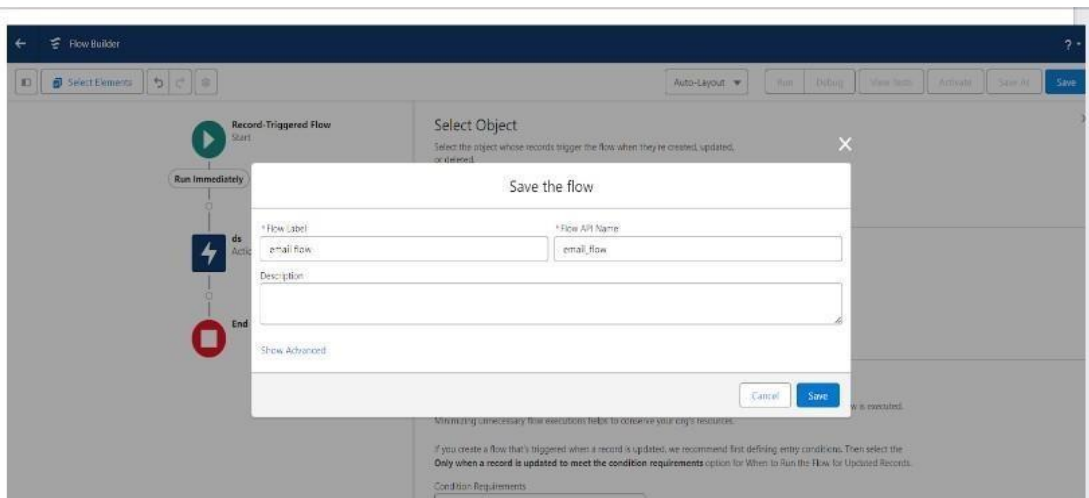 Flow Builder
?
Select Elements
Auto-Layout
Run
Debug
View Tests
Activate
Save As
Save
Record-Triggered Flow
Start
Select Object
Select the object whose records trigger the flow when they're created, updated,
or deleted.
Run Immediately
Save the flow
* Flow Label
* Flow API Name
email flow
email_flow
ds
Description
End
Show Advanced
Cancel
Save
w is executed.
Minimizing unnecessary flow executions helps to conserve your org's resources.
If you create a flow that's triggered when a record is updated, we recommend first defining entry conditions. Then select the
Only when a record is updated to meet the condition requirements option for When to Run the Flow for Updated Records.
Condition Requirements